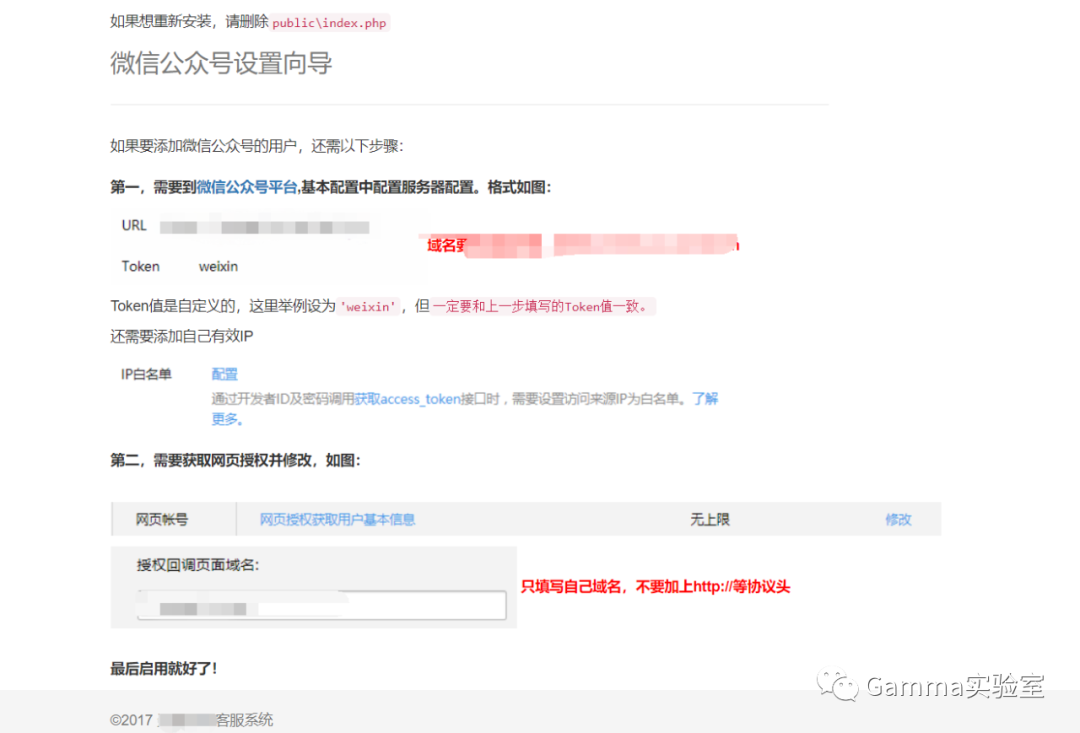 如果想重新安装，请删除 public\index.php
微信公众号设置向导
如果要添加微信公众号的用户，还需以下步骤：
第一，需要到微信公众号平台,基本配置中配置服务器配置。格式如图：
URL
域名要
Token weixin
Token值是自定义的，这里举例设为 'weixin' ，但 一定要和上一步填写的Token值一致。
还需要添加自己有效IP
IP白名单 配置
通过开发者ID及密码调用获取access_token接口时，需要设置访问来源IP为白名单。了解
更多。
第二，需要获取网页授权并修改，如图：
网页帐号 网页授权获取用户基本信息 无上限 修改
授权回调页面域名:
只填写自己域名，不要加上http://等协议头
最后启用就好了！
Gamma实验室
©2017 客服系统